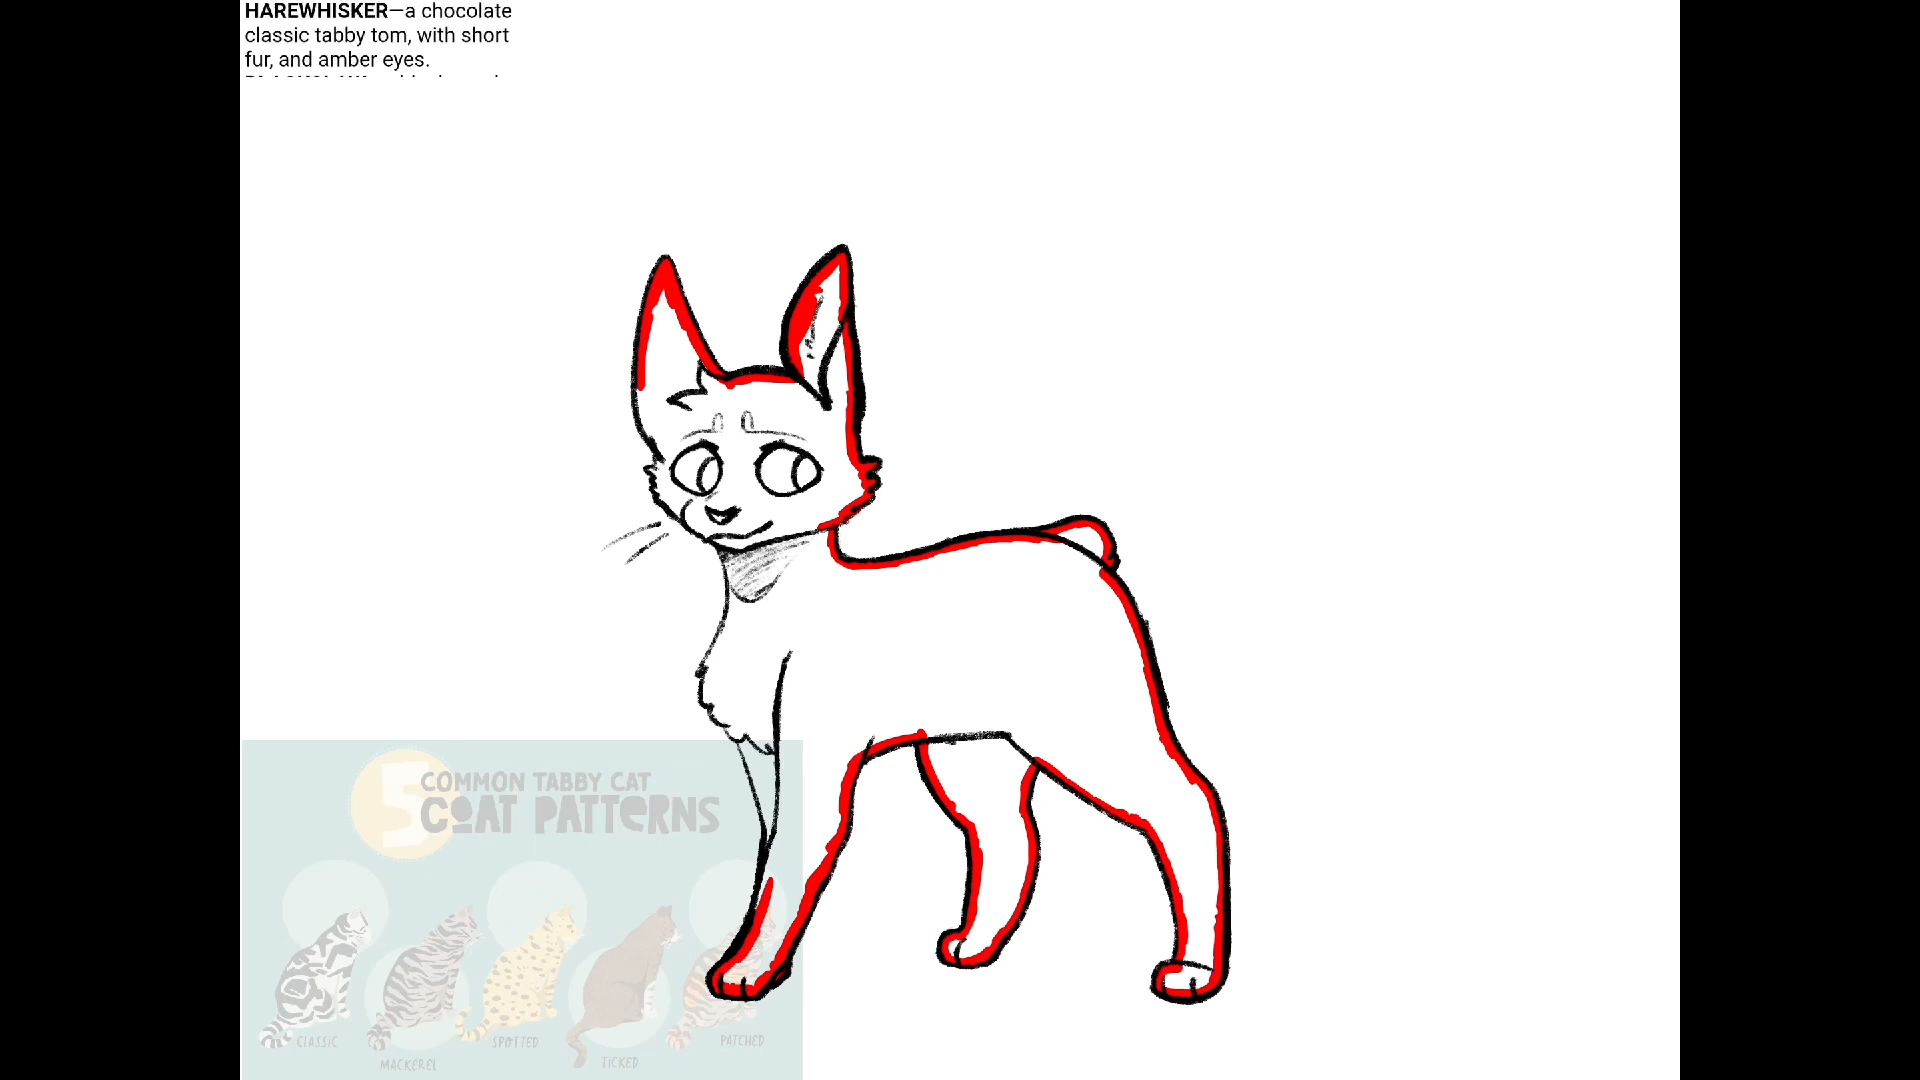 HAREWHISKER—a chocolate
classic tabby tom, with short
fur, and amber eyes.
5 COMMON TABBY CAT
COAT PATTERNS
CLASSIC
MACKEREL
SPOTTED
TICKED
PATCHED